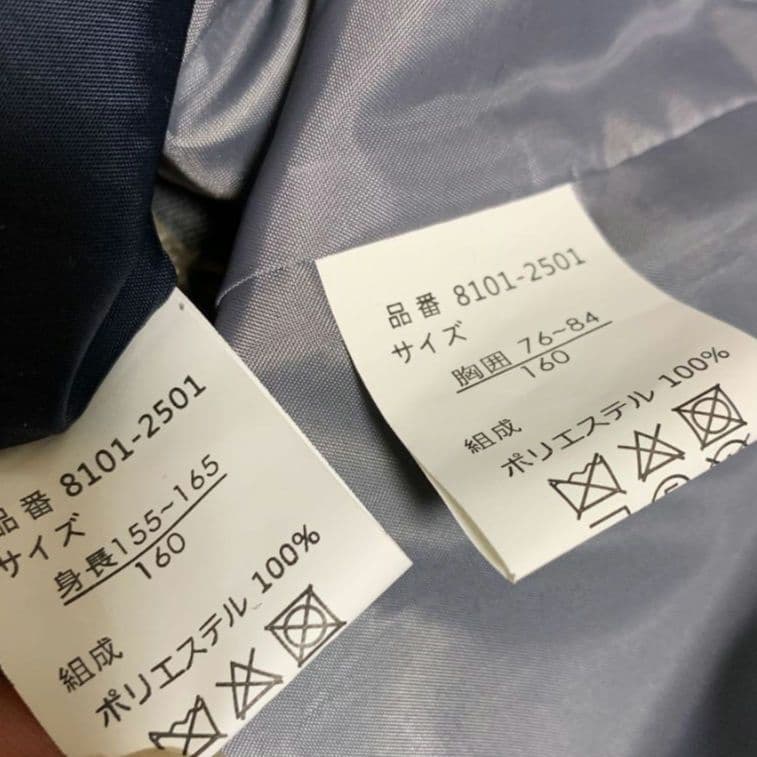 品番 8101-2501
サイズ
身長155~165
160
組成
ポリエステル 100%
品番 8101-2501
サイズ
胸囲 76~84
160
組成
ポリエステル 100%